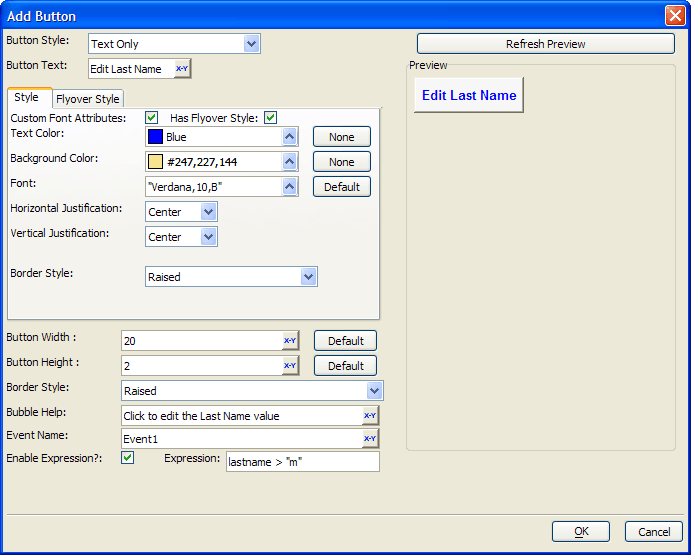 Add Button
Button Style: Text Only
Refresh Preview
Button Text: Edit Last Name X-Y
Preview
Edit Last Name
Style Flyover Style
Custom Font Attributes: Has Flyover Style:
Text Color: Blue None
Background Color: #247,227,144 None
Font: "Verdana,10,B" Default
Horizontal Justification: Center
Vertical Justification: Center
Border Style: Raised
Button Width : 20 X-Y Default
Button Height : 2 X-Y Default
Border Style: Raised
Bubble Help: Click to edit the Last Name value X-Y
Event Name: Event1 X-Y
Enable Expression?: Expression: lastname > "m"
OK Cancel